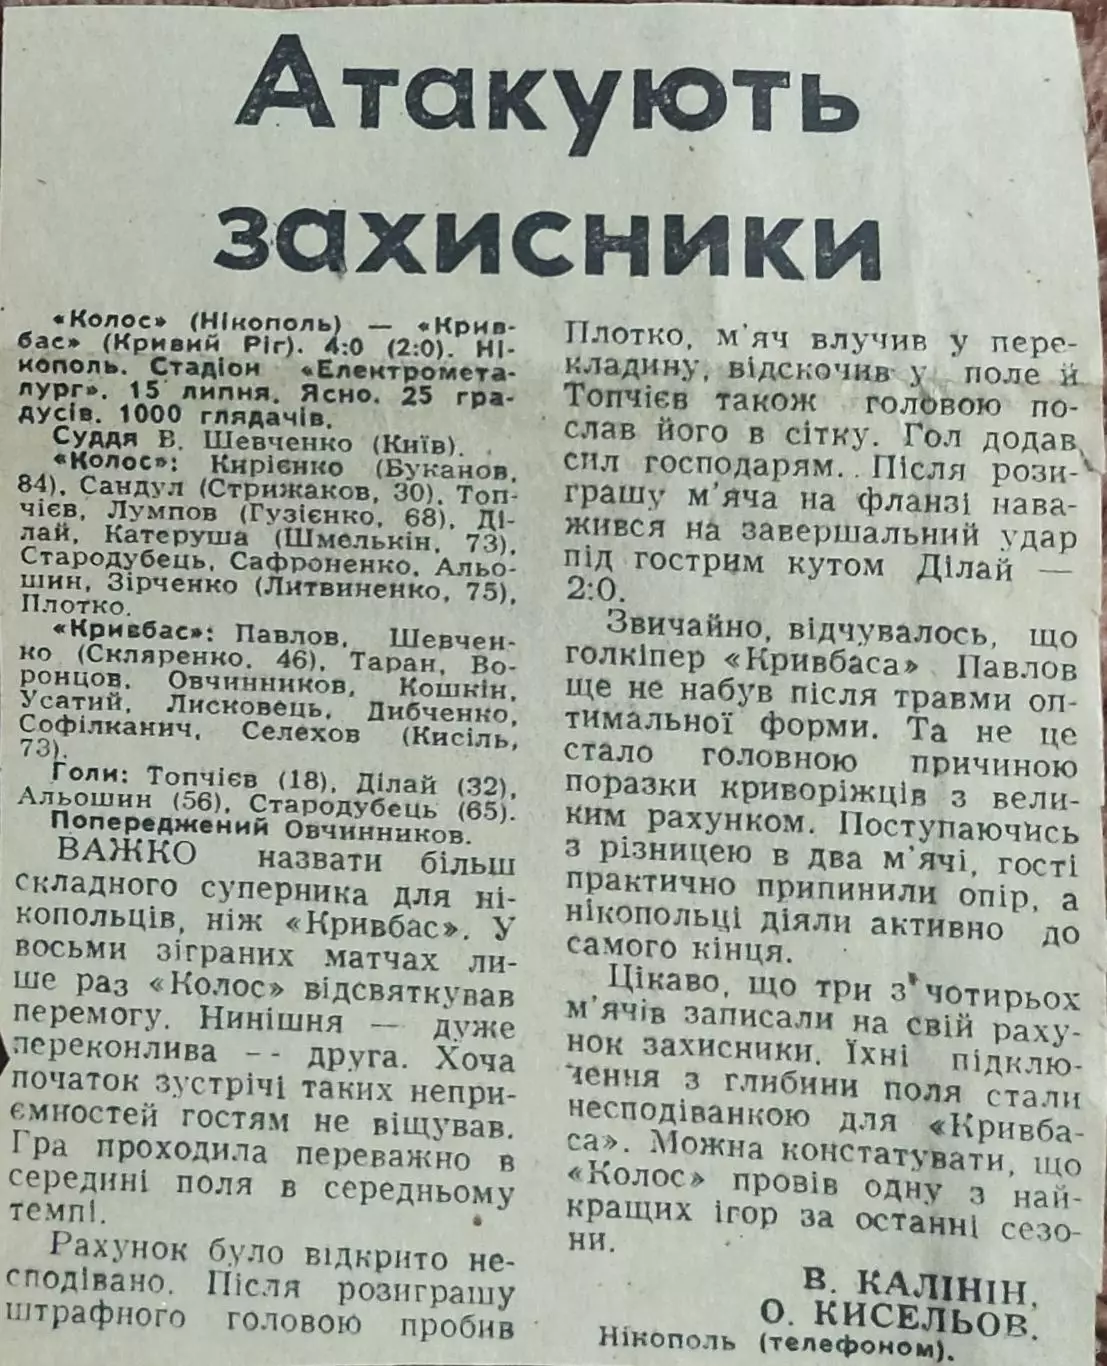 Атакують
захисники
«Колос» (Нікополь) — «Крив-
бас» (Кривий Ріг). 4:0 (2:0). Ні-
кополь. Стадіон «Електромета-
лург». 15 липня. Ясно. 25 гра-
дусів. 1000 глядачів.
Суддя В. Шевченко (Київ).
«Колос»: Кирієнко (Буканов,
84), Сандул (Стрижаков, 30), Топ-
чієв, Лумпов (Гузієнко, 68), Ді-
лай, Катеруша (Шмелькін, 73),
Стародубець, Сафроненко, Альо-
шин, Зірченко (Литвиненко, 75),
Плотко.
«Кривбас»: Павлов, Шевчен-
ко (Скляренко, 46), Таран, Во-
ронцов, Овчинников, Кошкін,
Усатий, Лисковець, Дибченко,
Софілканич, Селехов (Кисіль,
73).
Голи: Топчієв (18), Ділай (32),
Альошин (56), Стародубець (65).
Попереджений Овчинников.
ВАЖКО назвати більш
складного суперника для ні-
копольців, ніж «Кривбас». У
восьми зіграних матчах ли-
ше раз «Колос» відсвяткував
перемогу. Нинішня — дуже
переконлива -- друга. Хоча
початок зустрічі таких непри-
ємностей гостям не віщував.
Гра проходила переважно в
середині поля в середньому
темпі.
Рахунок було відкрито не-
сподівано. Після розиграшу
штрафного головою пробив
Плотко, м'яч влучив у пере-
кладину, відскочив у поле й
Топчієв також головою по-
слав його в сітку. Гол додав
сил господарям. Після рози-
грашу м'яча на фланзі нава-
жився на завершальний удар
під гострим кутом Ділай —
2:0.
Звичайно, відчувалось, що
голкіпер «Кривбаса» Павлов
ще не набув після травми оп-
тимальної форми. Та не це
стало головною причиною
поразки криворіжців з вели-
ким рахунком. Поступаючись
з різницею в два м'ячі, гості
практично припинили опір, а
нікопольці діяли активно до
самого кінця.
Цікаво, що три з чотирьох
м'ячів записали на свій раху-
нок захисники. Їхні підклю-
чення з глибини поля стали
несподіванкою для «Кривба-
са». Можна констатувати, що
«Колос» провів одну з най-
кращих ігор за останні сезо-
ни.
В. КАЛІНІН,
О. КИСЕЛЬОВ.
Нікополь (телефоном).